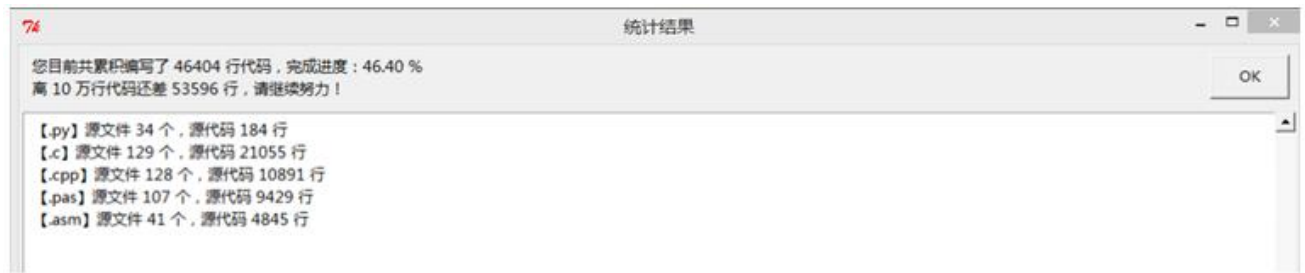 统计结果
您目前共累积编写了 46404 行代码，完成进度：46.40 %
离 10 万行代码还差 53596 行，请继续努力！
OK
【.py】源文件 34 个，源代码 184 行
【.c】源文件 129 个，源代码 21055 行
【.cpp】源文件 128 个，源代码 10891 行
【.pas】源文件 107 个，源代码 9429 行
【.asm】源文件 41 个，源代码 4845 行